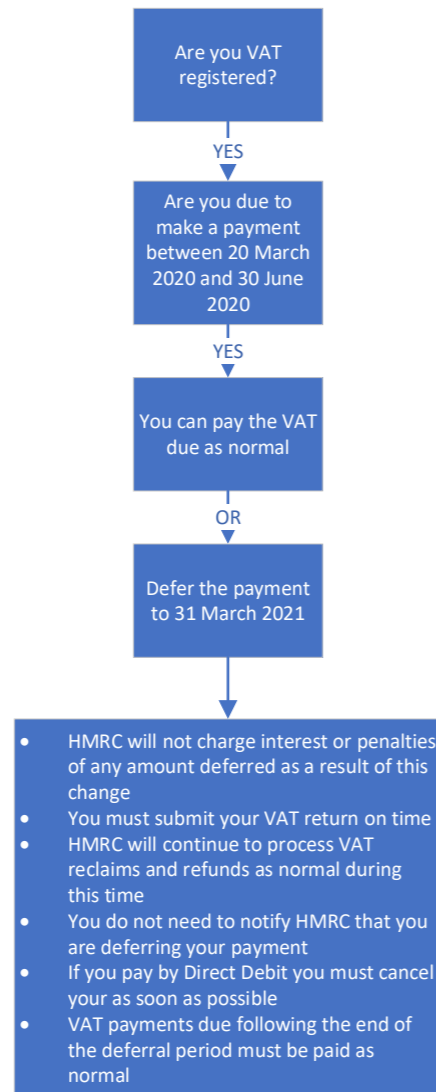 Are you VAT
registered?
YES
Are you due to
make a payment
between 20 March
2020 and 30 June
2020
YES
You can pay the VAT
due as normal
OR
Defer the payment
to 31 March 2021
• HMRC will not charge interest or penalties
of any amount deferred as a result of this
change
• You must submit your VAT return on time
• HMRC will continue to process VAT
reclaims and refunds as normal during
this time
• You do not need to notify HMRC that you
are deferring your payment
• If you pay by Direct Debit you must cancel
your as soon as possible
• VAT payments due following the end of
the deferral period must be paid as
normal